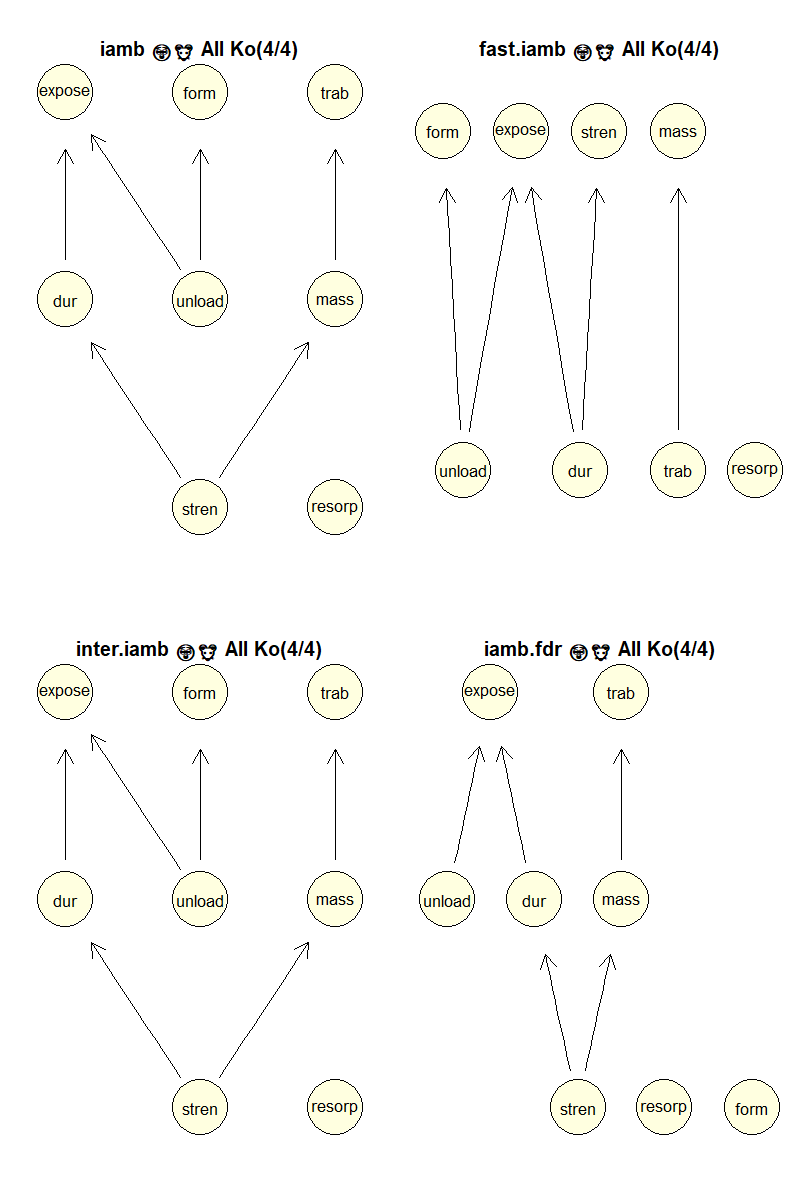 iamb 😷🐭 All Ko(4/4)
expose form trab
dur unload mass
stren resorp
fast.iamb 😷🐭 All Ko(4/4)
form expose stren mass
unload dur trab resorp
inter.iamb 😷🐭 All Ko(4/4)
expose form trab
dur unload mass
stren resorp
iamb.fdr 😷🐭 All Ko(4/4)
expose trab
unload dur mass
stren resorp form